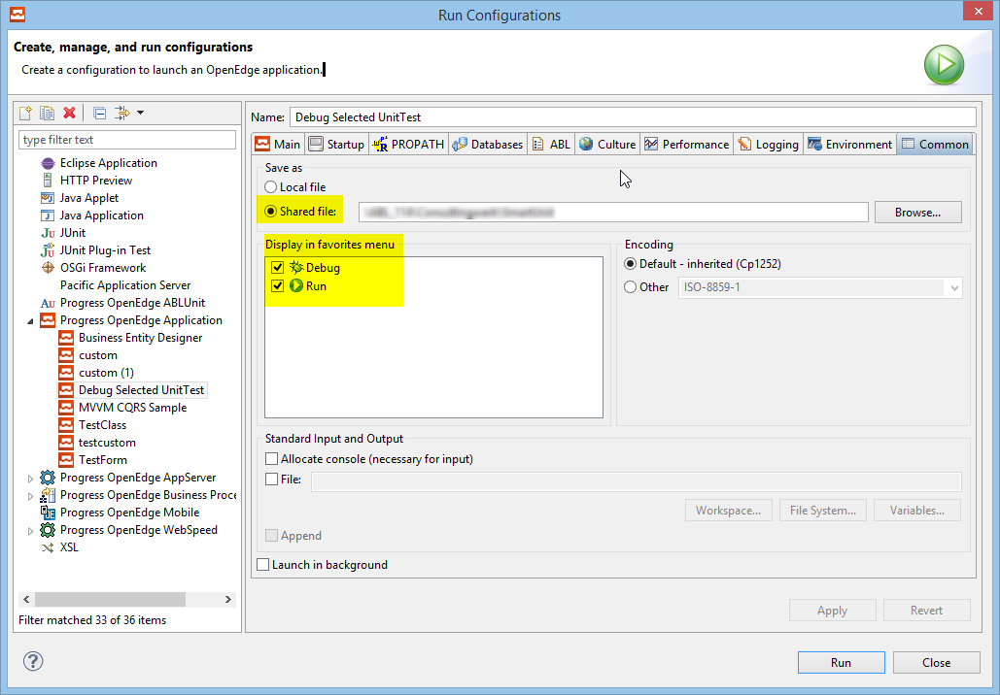 Run Configurations
Create, manage, and run configurations
Create a configuration to launch an OpenEdge application.
type filter text
Eclipse Application
HTTP Preview
Java Applet
Java Application
JUnit
JUnit Plug-in Test
OSGi Framework
Pacific Application Server
Progress OpenEdge ABLUnit
Progress OpenEdge Application
Business Entity Designer
custom
custom (1)
Debug Selected UnitTest
MVVM CQRS Sample
TestClass
testcustom
TestForm
Progress OpenEdge AppServer
Progress OpenEdge Business Proce
Progress OpenEdge Mobile
Progress OpenEdge WebSpeed
XSL
Filter matched 33 of 36 items
Name: Debug Selected UnitTest
Main Startup PROPATH Databases ABL Culture Performance Logging Environment Common
Save as
Local file
Shared file: Browse...
Display in favorites menu
Debug
Run
Encoding
Default - inherited (Cp1252)
Other ISO-8859-1
Standard Input and Output
Allocate console (necessary for input)
File:
Workspace... File System... Variables...
Append
Launch in background
Apply Revert
Run Close